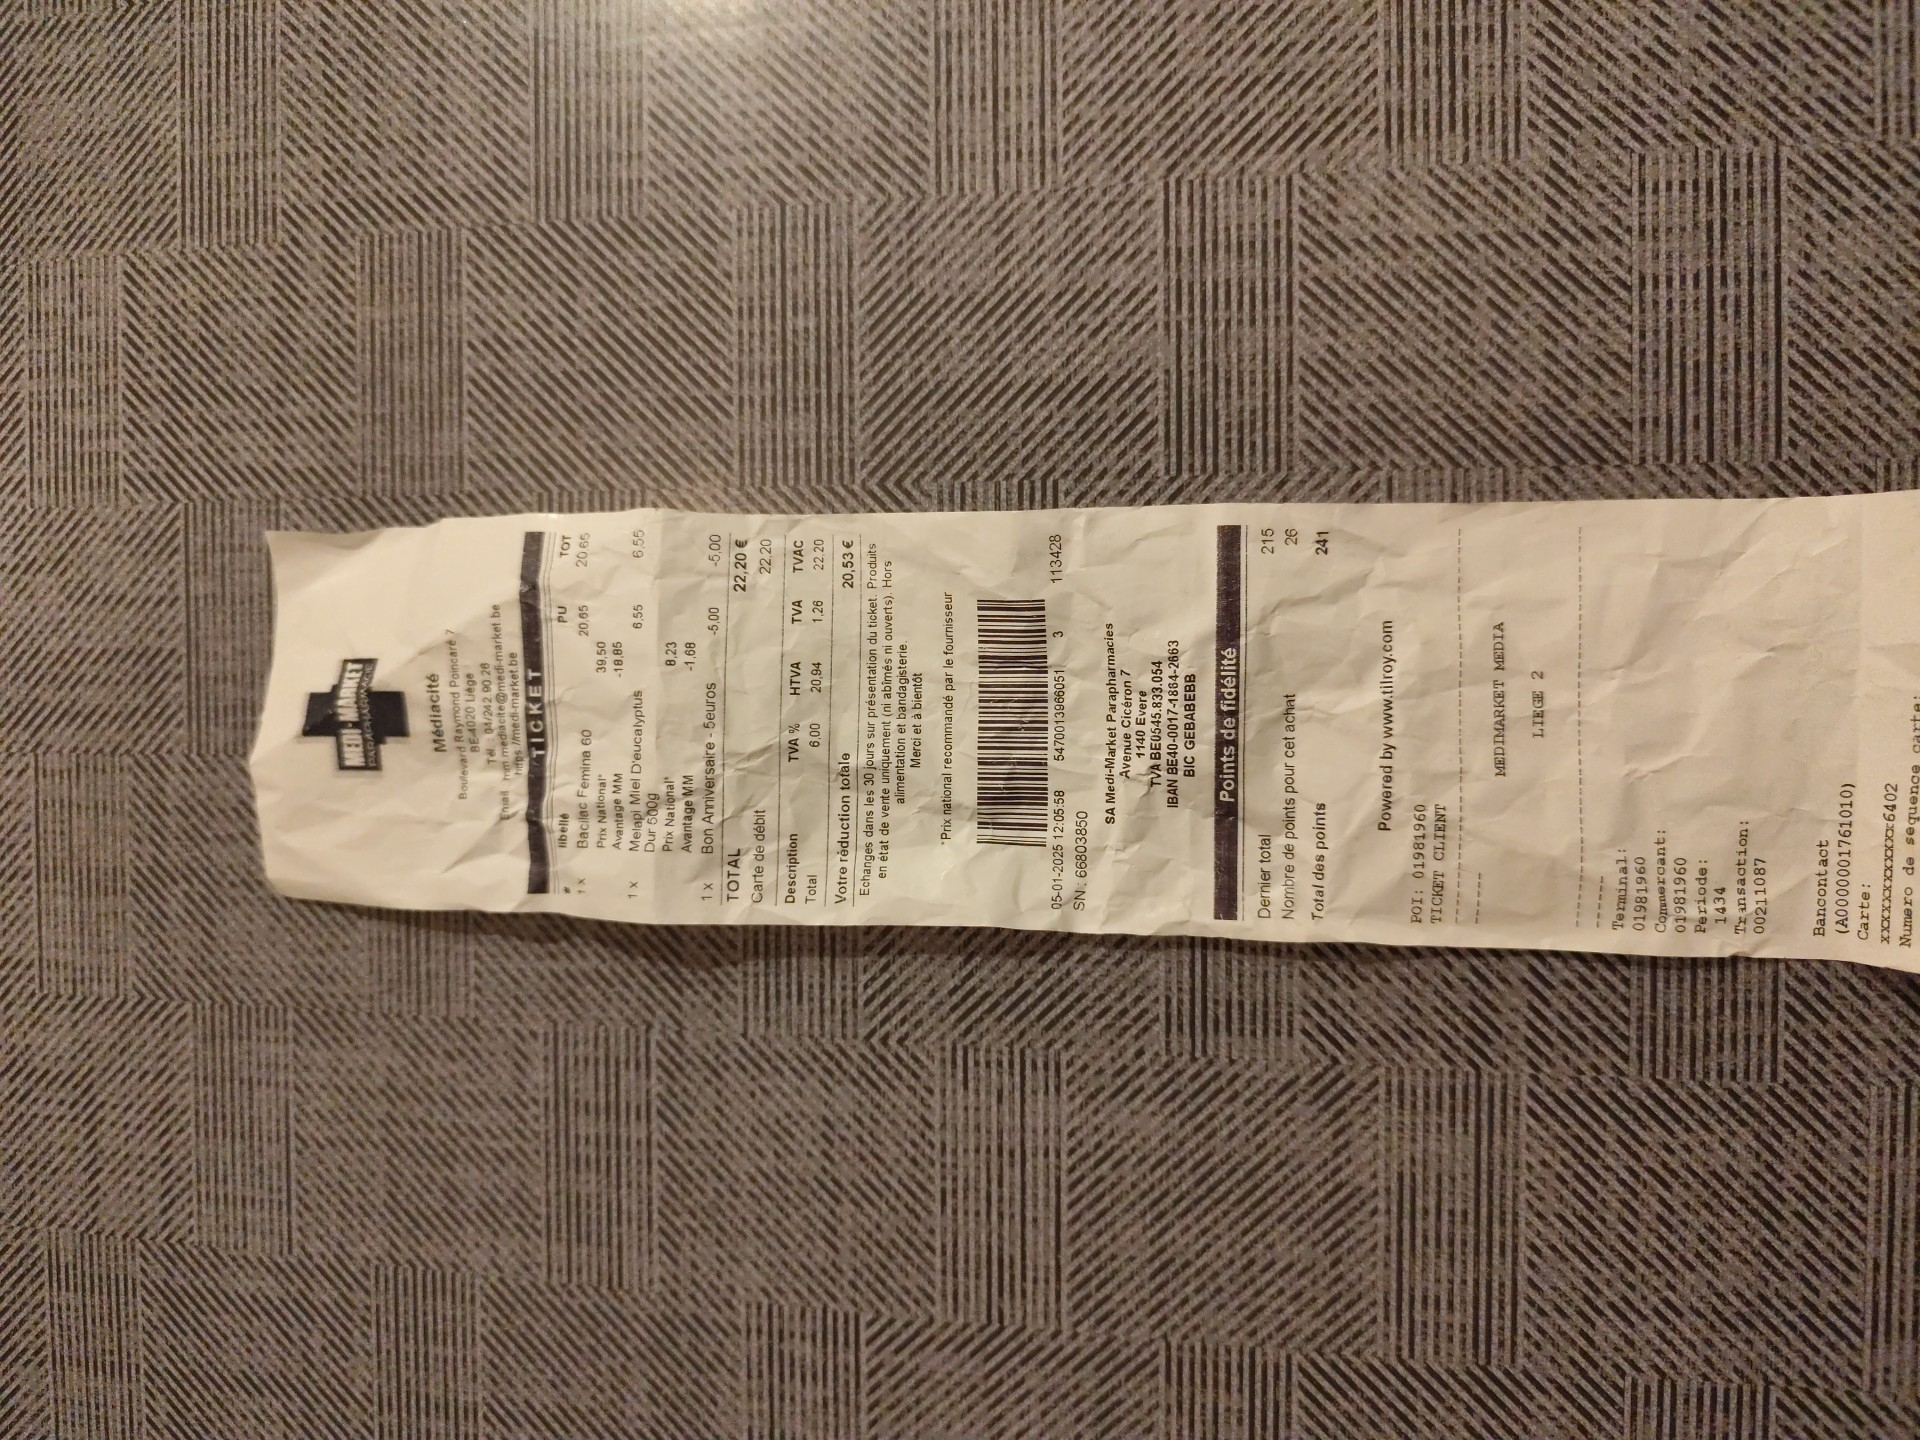 MEDI-MARKET
PARAPHARMACIE
Médiacité
Boulevard Raymond Poincaré 7
BE4020 Liège
Tél. 04/242 90 26
Email mm.mediacite@medi-market.be
https://medi-market.be
TICKET
# libellé PU TOT
1 x Bacilac Femina 60 20,65 20,65
Prix National* 39,50
Avantage MM -18,85
1 x Melapi Miel D'eucalyptus 6,55 6,55
Dur 500g
Prix National* 8,23
Avantage MM -1,68
1 x Bon Anniversaire - 5euros -5,00 -5,00
TOTAL 22,20 €
Carte de débit 22,20
Description TVA % HTVA TVA TVAC
Total 6,00 20,94 1,26 22,20
Votre réduction totale 20,53 €
Echanges dans les 30 jours sur présentation du ticket. Produits
en état de vente uniquement (ni abîmés ni ouverts). Hors
alimentation et bandagisterie.
Merci et à bientôt
*Prix national recommandé par le fournisseur
05-01-2025 12:05:58 5470013966051 3 113428
SN : 66803850
SA Medi-Market Parapharmacies
Avenue Cicéron 7
1140 Evere
TVA BE0545.833.054
IBAN BE40-0017-1864-2663
BIC GEBABEBB
Points de fidélité
Dernier total 215
Nombre de points pour cet achat 26
Total des points 241
Powered by www.tilroy.com
POI: 01981960
TICKET CLIENT
MEDIMARKET MEDIA
LIEGE 2
Terminal:
01981960
Commercant:
01981960
Periode:
1434
Transaction:
00211087
Bancontact
(A0000001761010)
Carte:
xxxxxxxxxxxxx6402
Numero de sequence carte: